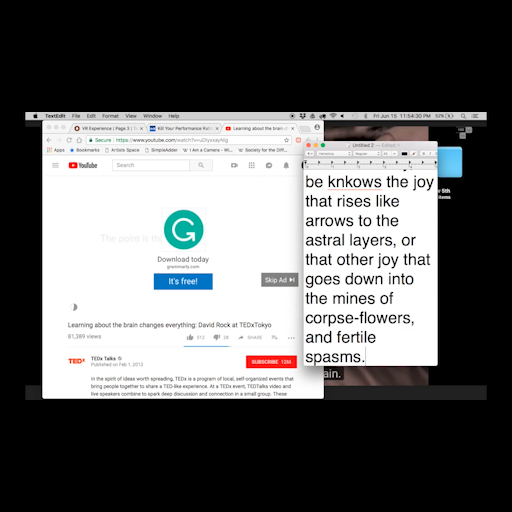 TextEdit File Edit Format View Window Help
Fri Jun 15 11:54:30 PM
VR Experience | Page 3 | Kill Your Performance Learning about the brain
Secure https://www.youtube.com/
Apps Bookmarks Artists Space SimpleAdder I Am a Camera Society for the Diff...
YouTube Search
The point is
Download today
grammarly.com
It's free!
Skip Ad
Learning about the brain changes everything: David Rock at TEDxTokyo
81,389 views 512 SHARE
TEDx TEDx Talks
Published on Feb 1, 2013
SUBSCRIBE 12M
In the spirit of ideas worth spreading, TEDx is a program of local, self-organized events that
bring people together to share a TED-like experience. At a TEDx event, TEDTalks video and
live speakers combine to spark deep discussion and connection in a small group. These
Untitled 2 — Edited
be knkows the joy
that rises like
arrows to the
astral layers, or
that other joy that
goes down into
the mines of
corpse-flowers,
and fertile
spasms.
ain.